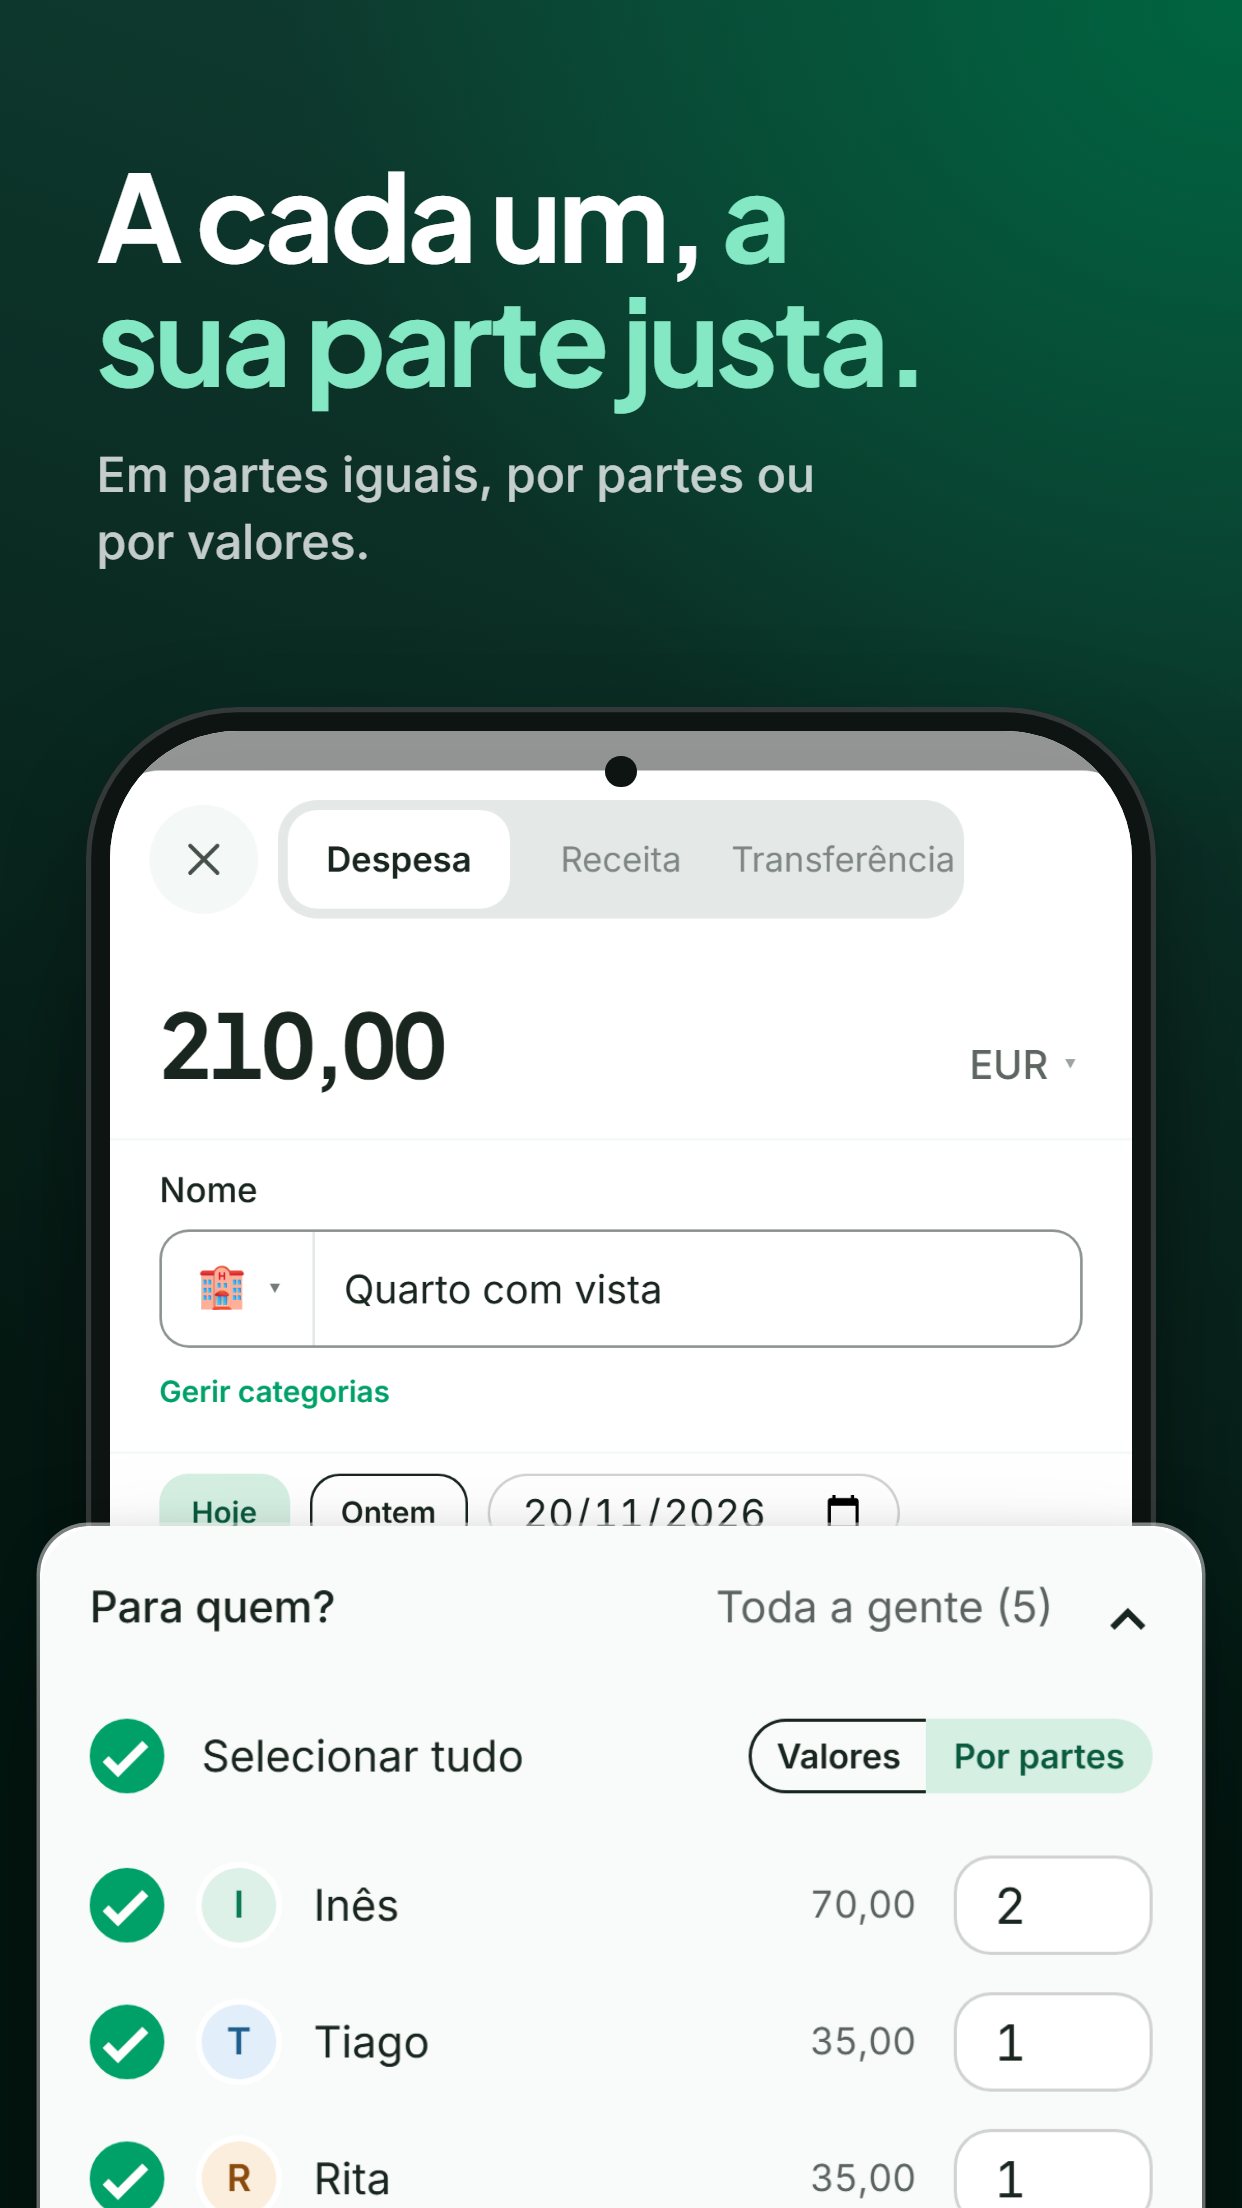 A cada um, a
sua parte justa.
Em partes iguais, por partes ou
por valores.
Despesa Receita Transferência
210,00 EUR
Nome
Quarto com vista
Gerir categorias
Hoje Ontem 20/11/2026
Para quem? Toda a gente (5)
Selecionar tudo Valores Por partes
I Inês 70,00 2
T Tiago 35,00 1
R Rita 35,00 1